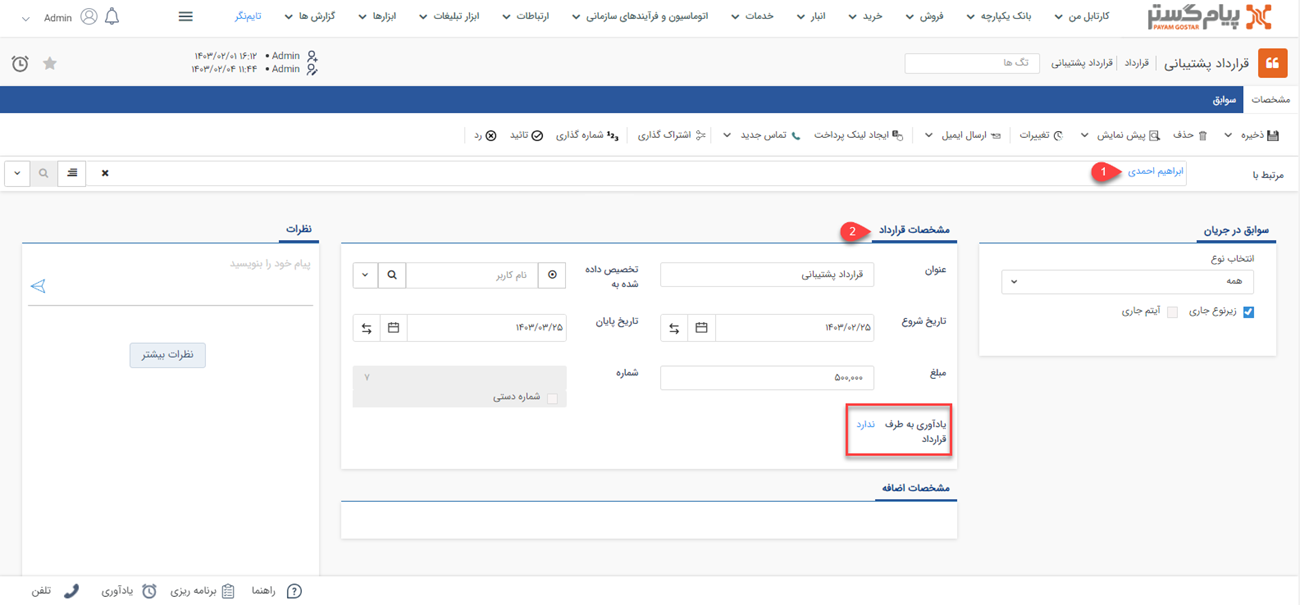 پیام گستر
PAYAM GOSTAR
کارتابل من
بانک یکپارچه
فروش
خرید
انبار
خدمات
اتوماسیون و فرآیندهای سازمانی
ارتباطات
ابزار تبلیغات
ابزارها
گزارش ها
تایم‌نگر
Admin
قرارداد پشتیبانی
قرارداد
قرارداد پشتیبانی
تگ ها
Admin • ۱۴۰۳/۰۲/۰۱ ۱۶:۱۲
Admin • ۱۴۰۳/۰۲/۰۴ ۱۱:۴۴
مشخصات
سوابق
ذخیره
حذف
پیش نمایش
تغییرات
ارسال ایمیل
ایجاد لینک پرداخت
تماس جدید
اشتراک گذاری
شماره گذاری
تائید
رد
مرتبط با
ابراهیم احمدی
1
سوابق در جریان
انتخاب نوع
همه
زیرنوع جاری
آیتم جاری
مشخصات قرارداد
2
عنوان
قرارداد پشتیبانی
تخصیص داده
شده به
نام کاربر
تاریخ شروع
۱۴۰۳/۰۲/۲۵
تاریخ پایان
۱۴۰۳/۰۳/۲۵
مبلغ
۵۰۰,۰۰۰
شماره
۷
شماره دستی
یادآوری به طرف ندارد
قرارداد
مشخصات اضافه
نظرات
پیام خود را بنویسید
نظرات بیشتر
راهنما
برنامه ریزی
یادآوری
تلفن